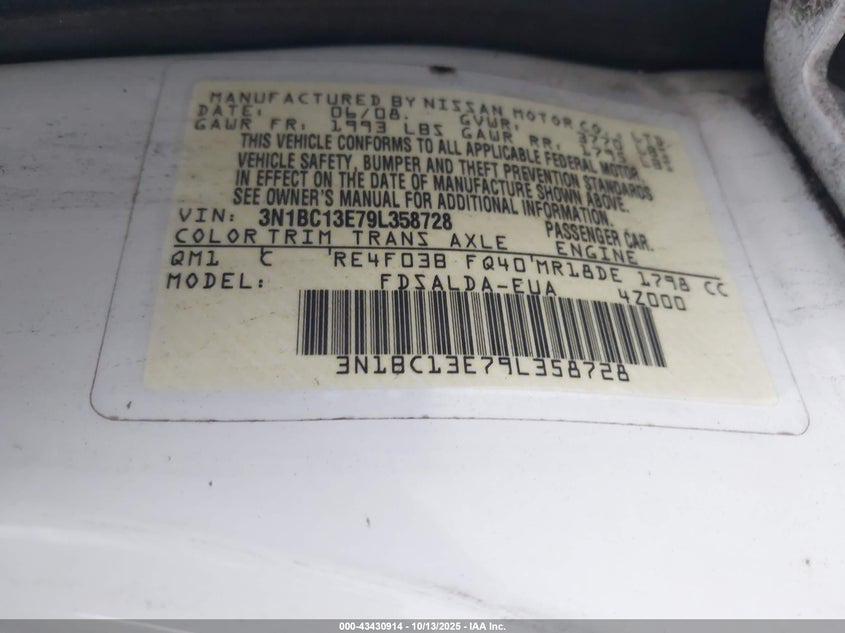 MANUFACTURED BY NISSAN MOTOR CO., LTD.
DATE: 06/08. GVWR: LBS
GAWR FR: 1993 LBS GAWR RR: LBS
THIS VEHICLE CONFORMS TO ALL APPLICABLE FEDERAL MOTOR
VEHICLE SAFETY, BUMPER AND THEFT PREVENTION STANDARDS
IN EFFECT ON THE DATE OF MANUFACTURE SHOWN ABOVE.
SEE OWNER'S MANUAL FOR ADDITIONAL INFORMATION.
VIN: 3N1BC13E79L358728 PASSENGER CAR.
COLOR TRIM TRANS AXLE ENGINE
QM1 C RE4F03B FQ40 MR18DE 1798 CC
MODEL: FDSALDA-EUA 4Z000
3N1BC13E79L358728
000-43430914 - 10/13/2025 - IAA Inc.